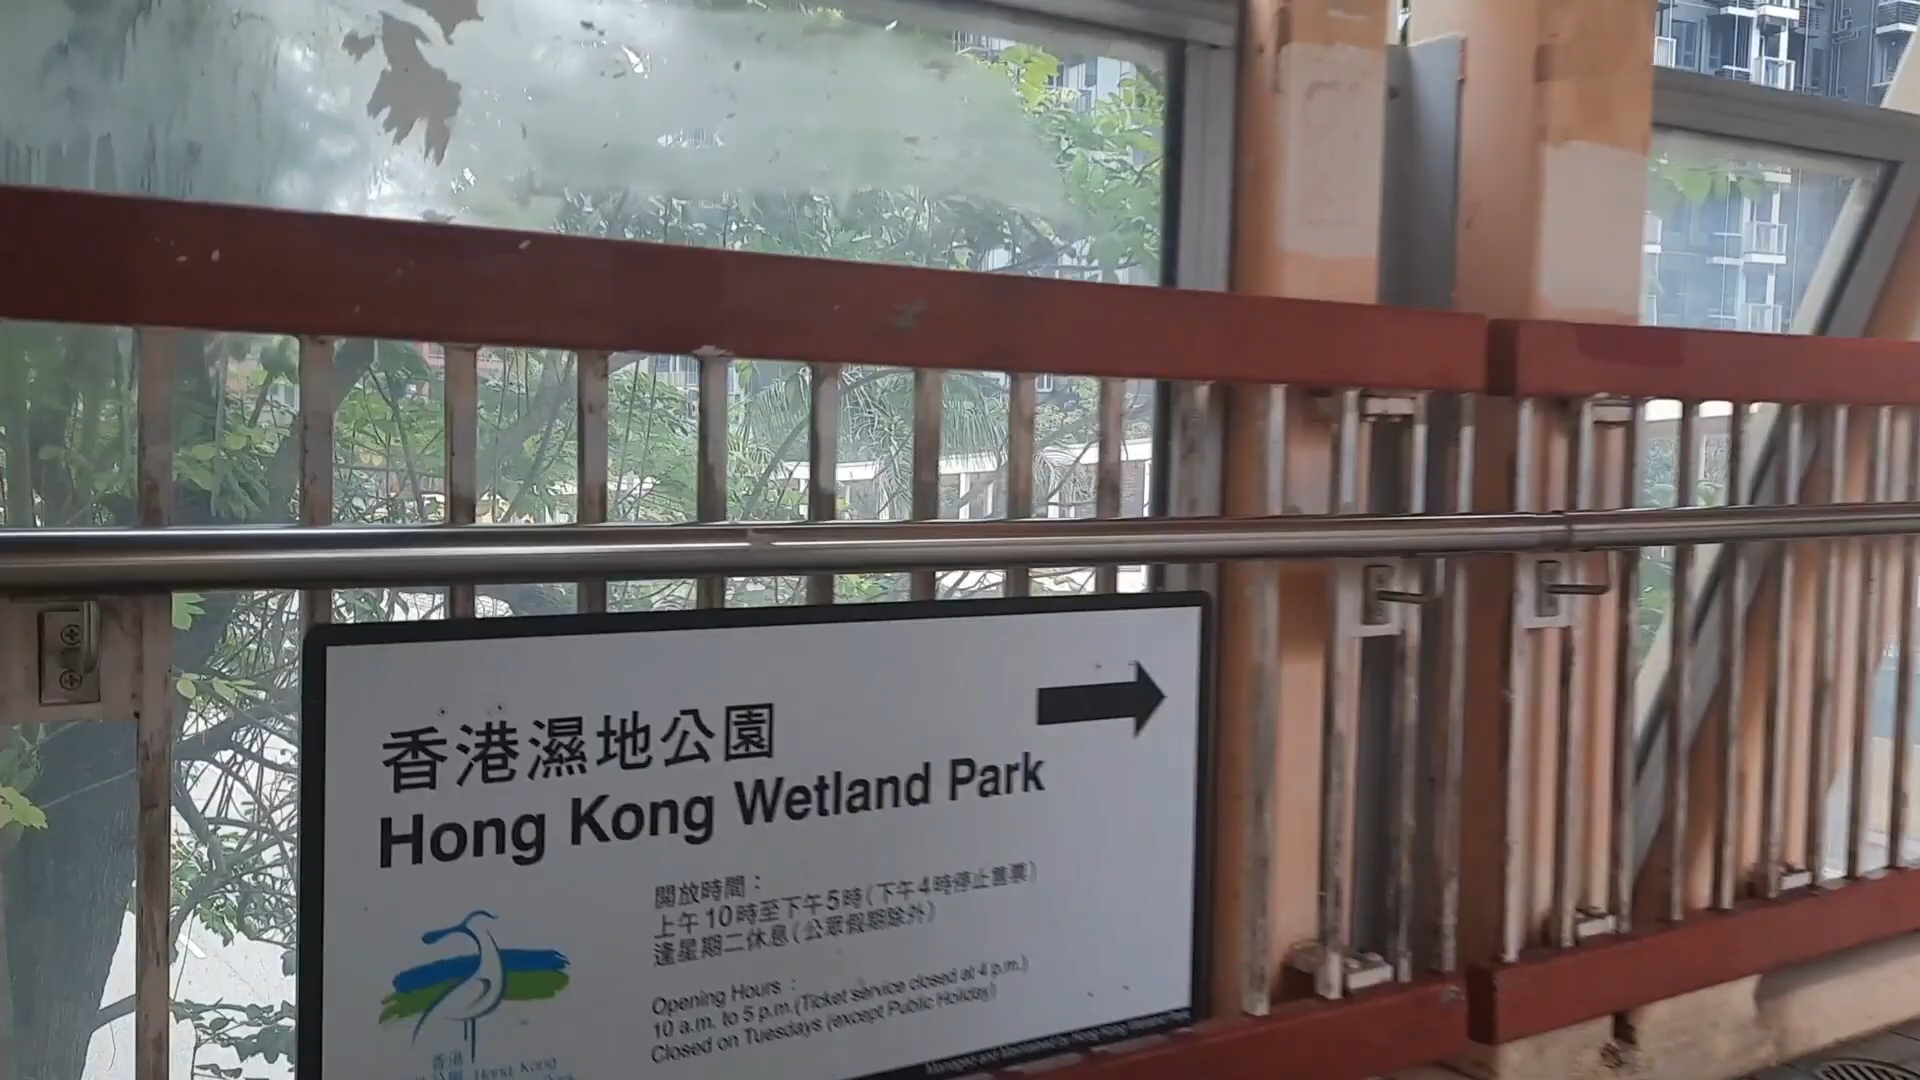 香港濕地公園
Hong Kong Wetland Park
開放時間：
上午10時至下午5時(下午4時停止售票)
逢星期二休息(公眾假期除外)
Opening Hours :
10 a.m. to 5 p.m.(Ticket service closed at 4 p.m.)
Closed on Tuesdays (except Public Holiday)
香港
Hong Kong